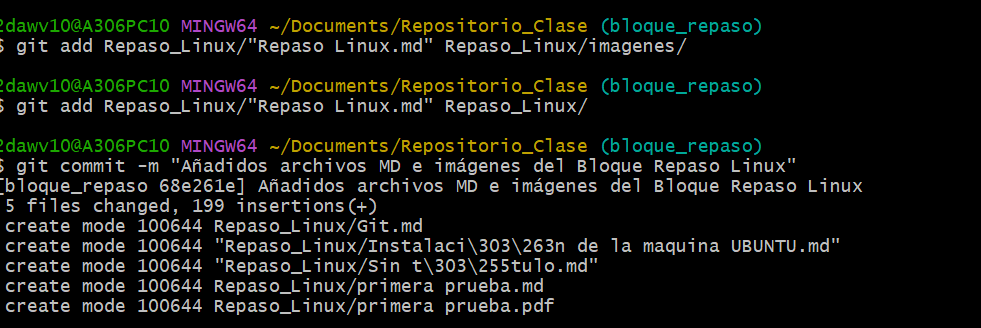 2dawv10@A306PC10 MINGW64 ~/Documents/Repositorio_Clase (bloque_repaso)
$ git add Repaso_Linux/"Repaso Linux.md" Repaso_Linux/imagenes/
2dawv10@A306PC10 MINGW64 ~/Documents/Repositorio_Clase (bloque_repaso)
$ git add Repaso_Linux/"Repaso Linux.md" Repaso_Linux/
2dawv10@A306PC10 MINGW64 ~/Documents/Repositorio_Clase (bloque_repaso)
$ git commit -m "Añadidos archivos MD e imágenes del Bloque Repaso Linux"
[bloque_repaso 68e261e] Añadidos archivos MD e imágenes del Bloque Repaso Linux
5 files changed, 199 insertions(+)
create mode 100644 Repaso_Linux/Git.md
create mode 100644 "Repaso_Linux/Instalaci\303\263n de la maquina UBUNTU.md"
create mode 100644 "Repaso_Linux/Sin t\303\255tulo.md"
create mode 100644 Repaso_Linux/primera prueba.md
create mode 100644 Repaso_Linux/primera prueba.pdf